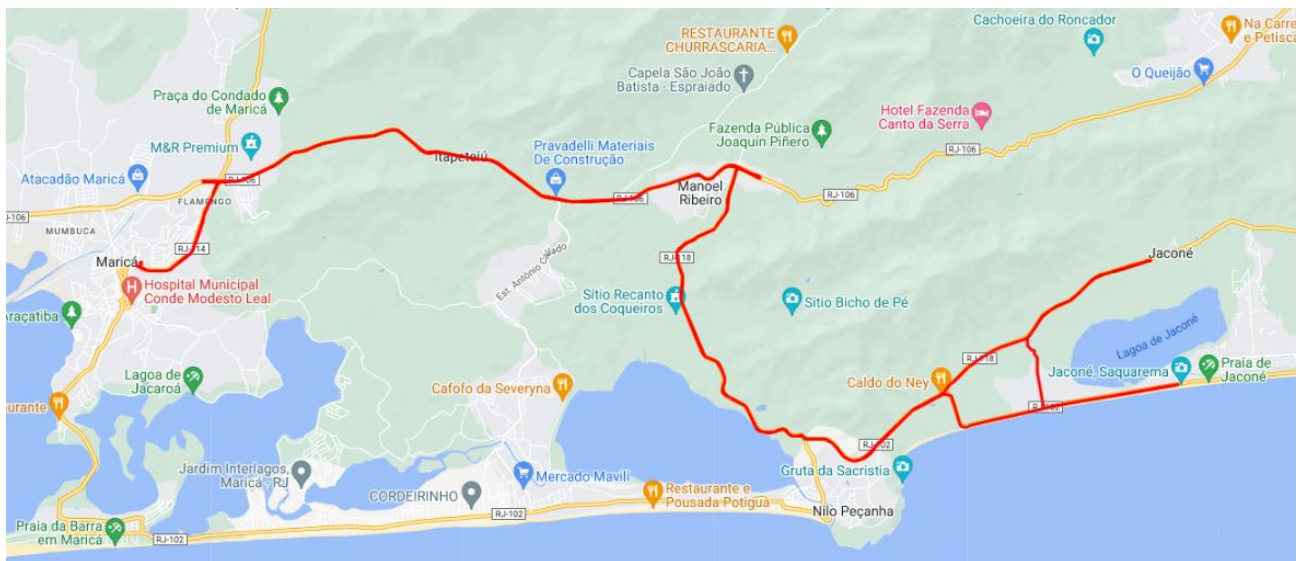 Cachoeira do Roncador
Na Carre
e Petisca
RESTAURANTE
CHURRASCARIA...
O Queijão
Capela São João
Batista - Espraiado
Praça do Condado
de Maricá
Hotel Fazenda
Canto da Serra
Fazenda Pública
Joaquin Piñero
M&R Premium
Pravadelli Materiais
De Construção
Itapeteiú
RJ-106
Atacadão Maricá
RJ-106
FLAMENGO
Manoel
Ribeiro
RJ-106
RJ-106
RJ-106
MUMBUCA
RJ-114
Maricá
RJ-118
Jaconé
Est. Antônio Callado
Hospital Municipal
Conde Modesto Leal
Sitio Recanto
dos Coqueiros
Sitio Bicho de Pé
Araçatiba
Lagoa de Jaconé
RJ-118
Lagoa de
Jacaroá
Cafofo da Severyna
Caldo do Ney
Jaconé, Saquarema
Praia de
Jaconé
RJ-102
aurante
RJ-102
Jardim Interlagos,
Maricá - RJ
Mercado Mavili
Gruta da Sacristia
CORDEIRINHO
Restaurante e
Pousada Potigua
Nilo Peçanha
RJ-102
Praia da Barra
em Maricá
RJ-102